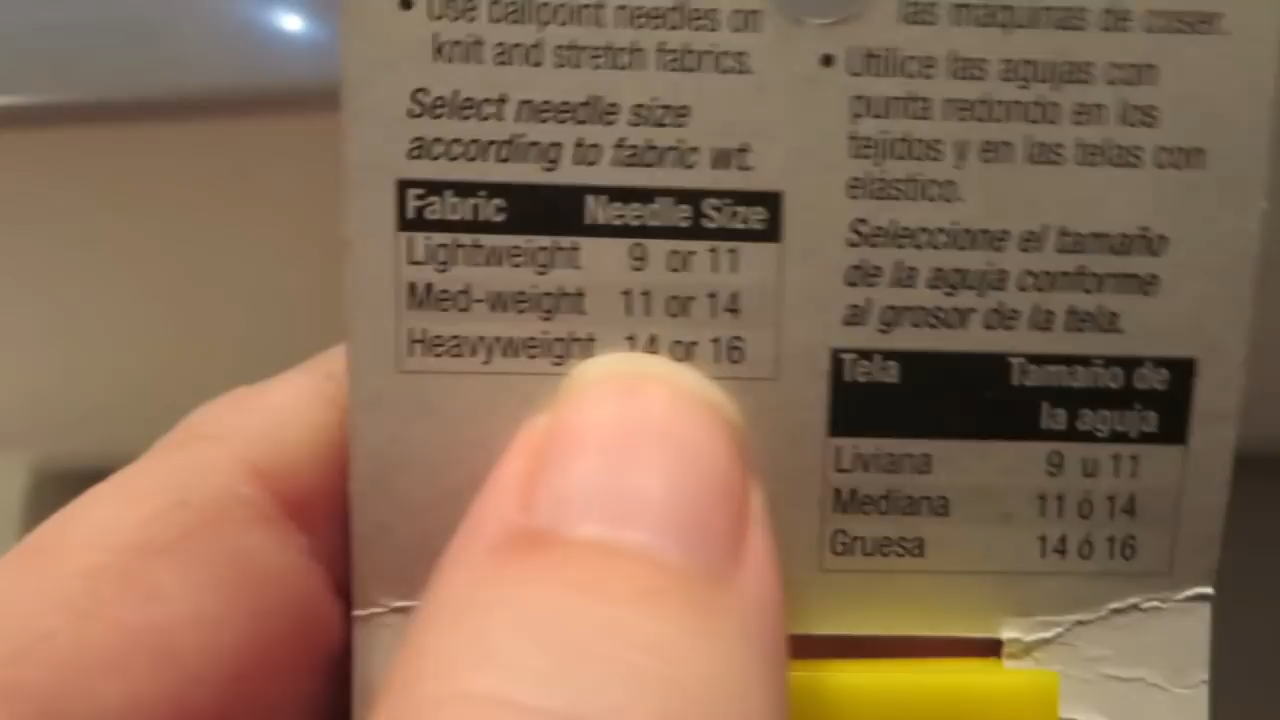 • Use ballpoint needles on
knit and stretch fabrics.
Select needle size
according to fabric wt.
Fabric Needle Size
Lightweight 9 or 11
Med-weight 11 or 14
Heavyweight 14 or 16
las máquinas de coser.
• Utilice las agujas con
punta redondo en los
tejidos y en las telas con
elástico.
Seleccione el tamaño
de la aguja conforme
al grosor de la tela.
Tela Tamaño de
la aguja
Liviana 9 u 11
Mediana 11 ó 14
Gruesa 14 ó 16